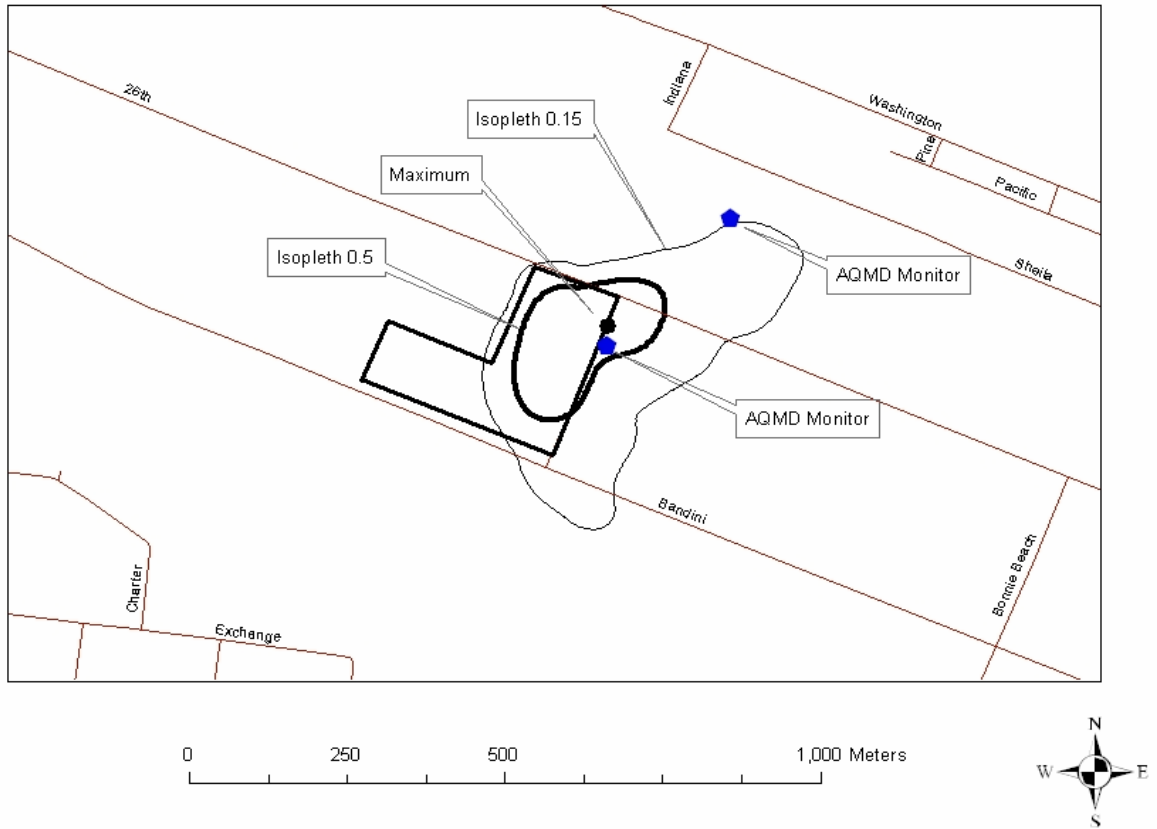 26th
Indiana
Washington
Pine
Pacific
Sheila
Isopleth 0.15
Maximum
Isopleth 0.5
AQMD Monitor
AQMD Monitor
Bandini
Bonnie Beach
Charter
Exchange
0 250 500 1,000 Meters
N
W E
S